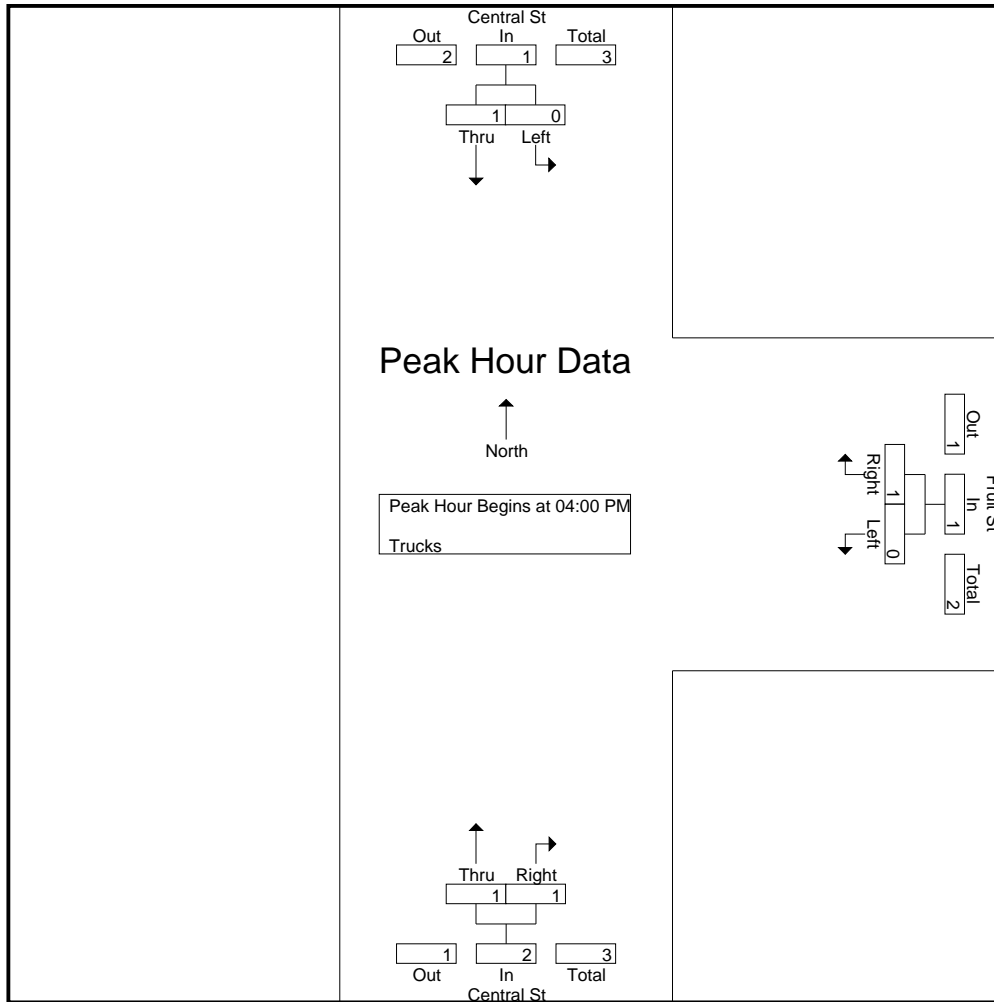 Central St
Out In Total
2 1 3
1 0
Thru Left
Peak Hour Data
North
Peak Hour Begins at 04:00 PM
Trucks
Right Left
1 0
Out In Total
1 1 2
St
Thru Right
1 1
1 2 3
Out In Total
Central St